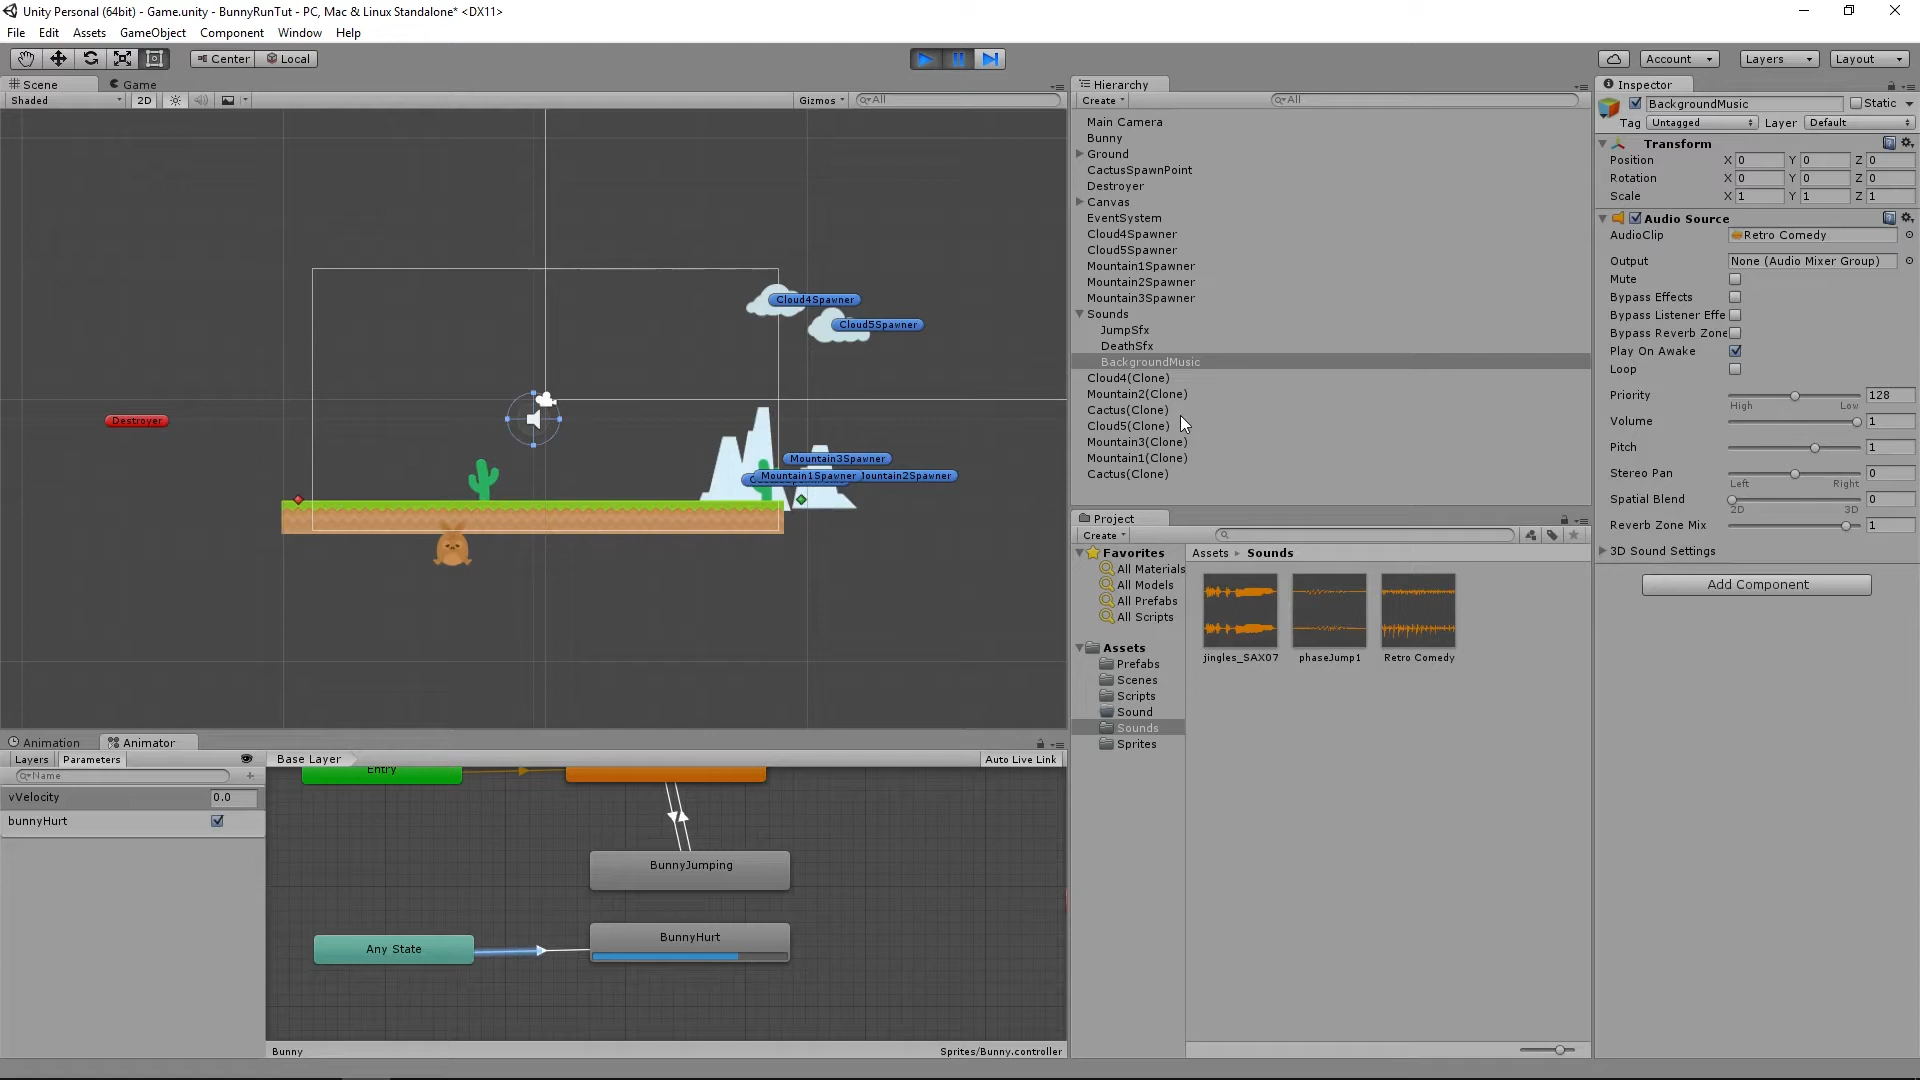 Unity Personal (64bit) - Game.unity - BunnyRunTut - PC, Mac & Linux Standalone* <DX11>
File Edit Assets GameObject Component Window Help
Center Local
Account Layers Layout
Scene Game
Shaded 2D Gizmos All
Cloud4Spawner
Cloud5Spawner
Destroyer
Mountain3Spawner
Mountain1Spawner
ountain2Spawner
Hierarchy
Create All
Main Camera
Bunny
Ground
CactusSpawnPoint
Destroyer
Canvas
EventSystem
Cloud4Spawner
Cloud5Spawner
Mountain1Spawner
Mountain2Spawner
Mountain3Spawner
Sounds
JumpSfx
DeathSfx
BackgroundMusic
Cloud4(Clone)
Mountain2(Clone)
Cactus(Clone)
Cloud5(Clone)
Mountain3(Clone)
Mountain1(Clone)
Cactus(Clone)
Inspector
BackgroundMusic Static
Tag Untagged Layer Default
Transform
Position X 0 Y 0 Z 0
Rotation X 0 Y 0 Z 0
Scale X 1 Y 1 Z 1
Audio Source
AudioClip Retro Comedy
Output None (Audio Mixer Group)
Mute
Bypass Effects
Bypass Listener Effe
Bypass Reverb Zone
Play On Awake
Loop
Priority 128
High Low
Volume 1
Pitch 1
Stereo Pan 0
Left Right
Spatial Blend 0
2D 3D
Reverb Zone Mix 1
3D Sound Settings
Add Component
Project
Create
Favorites
All Materials
All Models
All Prefabs
All Scripts
Assets
Prefabs
Scenes
Scripts
Sound
Sounds
Sprites
Assets Sounds
jingles_SAX07 phaseJump1 Retro Comedy
Animation Animator
Layers Parameters
Name
vVelocity 0.0
bunnyHurt
Base Layer Auto Live Link
Entry
BunnyJumping
BunnyHurt
Any State
Bunny Sprites/Bunny.controller